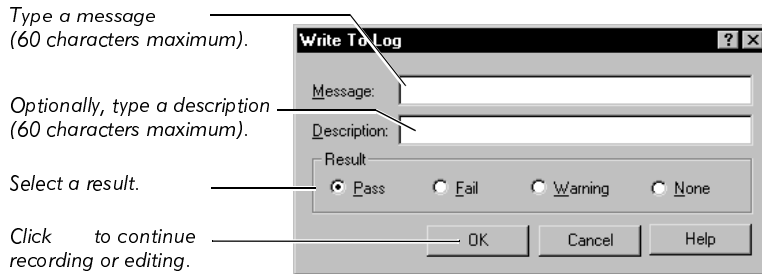 Type a message
(60 characters maximum).
Write To Log
Message:
Optionally, type a description
(60 characters maximum).
Description:
Result
Select a result.
Pass Fail Warning None
Click to continue
recording or editing.
OK Cancel Help